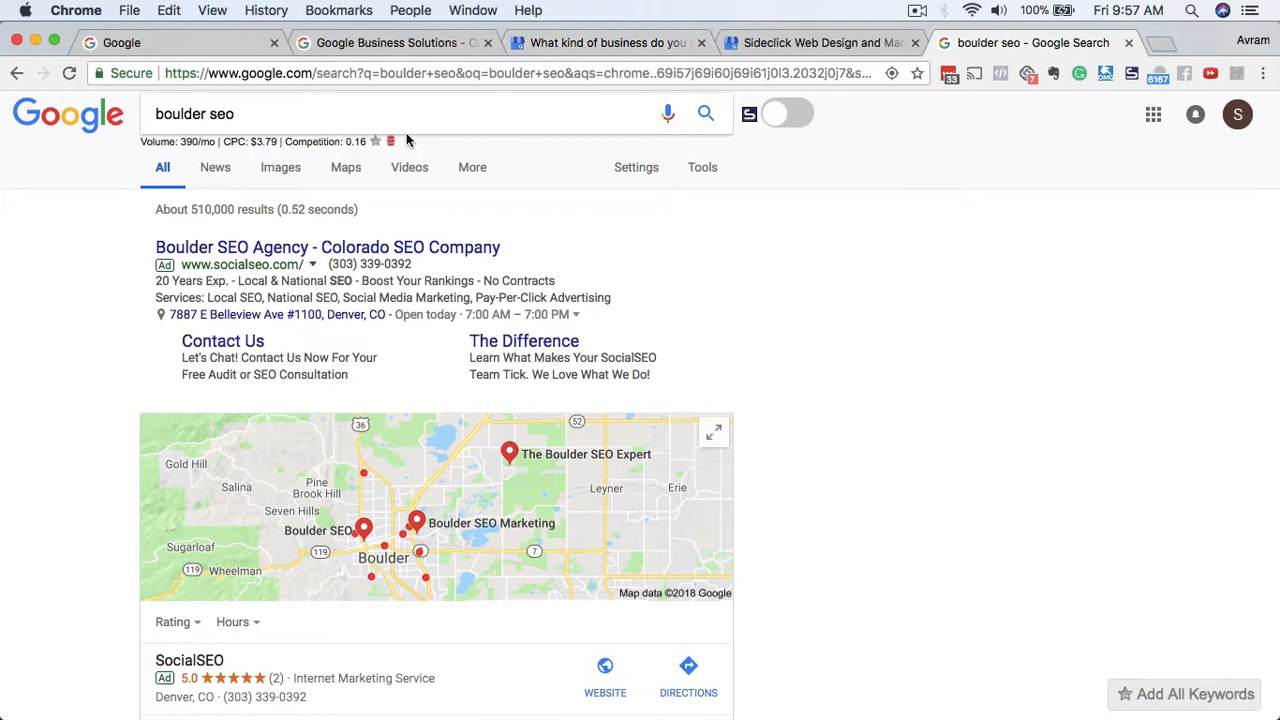 Chrome File Edit View History Bookmarks People Window Help 100% Fri 9:57 AM
Google Google Business Solutions - G What kind of business do you Sideclick Web Design and Mar boulder seo - Google Search Avram
Secure https://www.google.com/search?q=boulder+seo&oq=boulder+seo&aqs=chrome..69i57j69i60j69i61j0l3.2032j0j7&s... 33 7 6167
Google boulder seo S S
Volume: 390/mo | CPC: $3.79 | Competition: 0.16
All News Images Maps Videos More Settings Tools
About 510,000 results (0.52 seconds)
Boulder SEO Agency - Colorado SEO Company
Ad www.socialseo.com/ (303) 339-0392
20 Years Exp. - Local & National SEO - Boost Your Rankings - No Contracts
Services: Local SEO, National SEO, Social Media Marketing, Pay-Per-Click Advertising
7887 E Belleview Ave #1100, Denver, CO - Open today · 7:00 AM – 7:00 PM
Contact Us The Difference
Let's Chat! Contact Us Now For Your Learn What Makes Your SocialSEO
Free Audit or SEO Consultation Team Tick. We Love What We Do!
36 52
Gold Hill The Boulder SEO Expert
Salina Pine Brook Hill Leyner Erie
Seven Hills
Boulder SEO Boulder SEO Marketing
Sugarloaf 119 Boulder 7
119 Wheelman
Map data ©2018 Google
Rating Hours
SocialSEO
Ad 5.0 (2) · Internet Marketing Service
Denver, CO · (303) 339-0392 WEBSITE DIRECTIONS
Add All Keywords